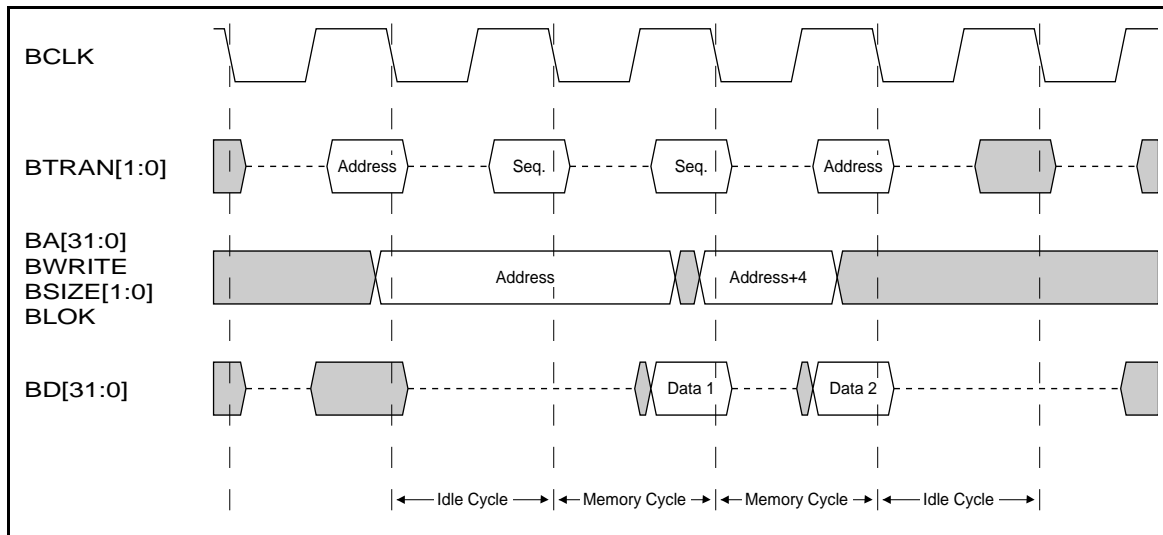 BCLK
BTRAN[1:0]
Address
Seq.
Seq.
Address
BA[31:0]
BWRITE
BSIZE[1:0]
BLOK
Address
Address+4
BD[31:0]
Data 1
Data 2
Idle Cycle
Memory Cycle
Memory Cycle
Idle Cycle